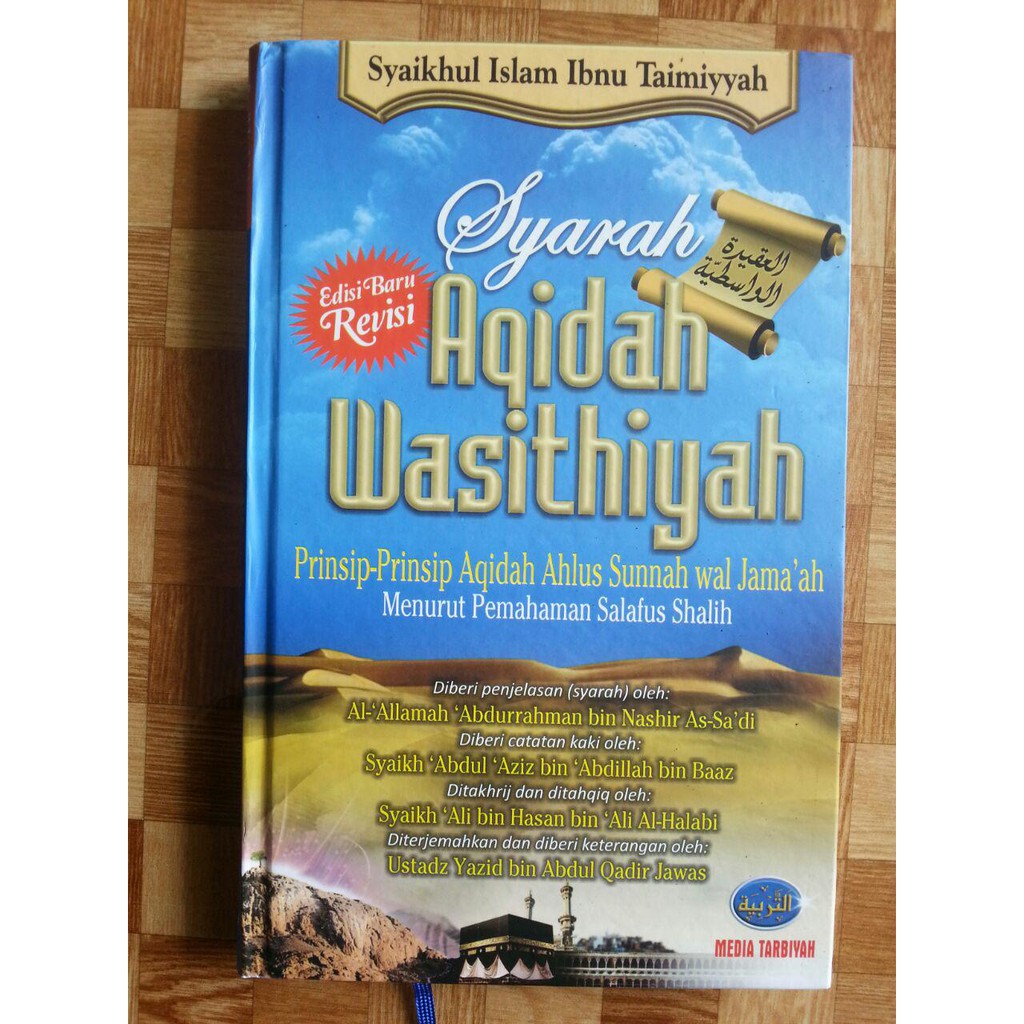 Syaikhul Islam Ibnu Taimiyyah
Syarah
العقيدة
الواسطيّة
Edisi Baru
Revisi
Aqidah
Wasithiyah
Prinsip-Prinsip Aqidah Ahlus Sunnah wal Jama'ah
Menurut Pemahaman Salafus Shalih
Diberi penjelasan (syarah) oleh:
Al-'Allamah 'Abdurrahman bin Nashir As-Sa'di
Diberi catatan kaki oleh:
Syaikh 'Abdul 'Aziz bin 'Abdillah bin Baaz
Ditakhrij dan ditahqiq oleh:
Syaikh 'Ali bin Hasan bin 'Ali Al-Halabi
Diterjemahkan dan diberi keterangan oleh:
Ustadz Yazid bin Abdul Qadir Jawas
التربية
MEDIA TARBIYAH